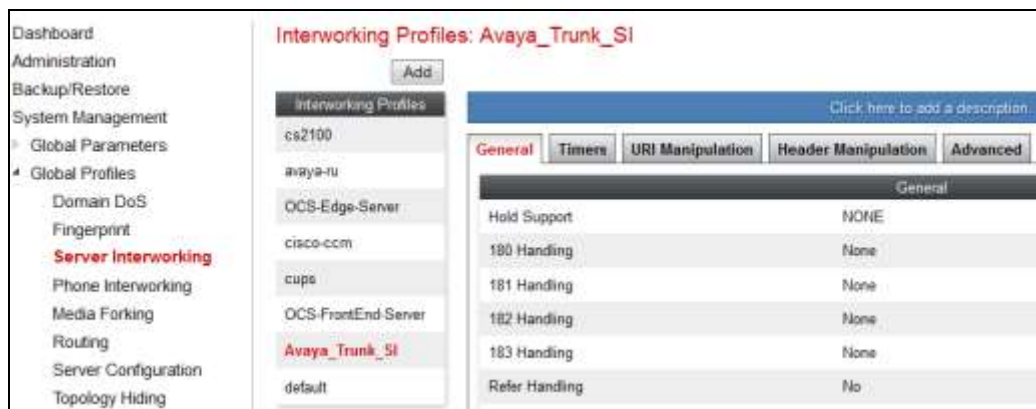 Dashboard
Administration
Backup/Restore
System Management
Global Parameters
Global Profiles
Domain DoS
Fingerprint
Server Interworking
Phone Interworking
Media Forking
Routing
Server Configuration
Topology Hiding
Interworking Profiles: Avaya_Trunk_SI
Add
Interworking Profiles
cs2100
avaya-ru
OCS-Edge-Server
cisco-ccm
cups
OCS-FrontEnd-Server
Avaya_Trunk_SI
default
Click here to add a description
General Timers URI Manipulation Header Manipulation Advanced
General
Hold Support NONE
180 Handling None
181 Handling None
182 Handling None
183 Handling None
Refer Handling No